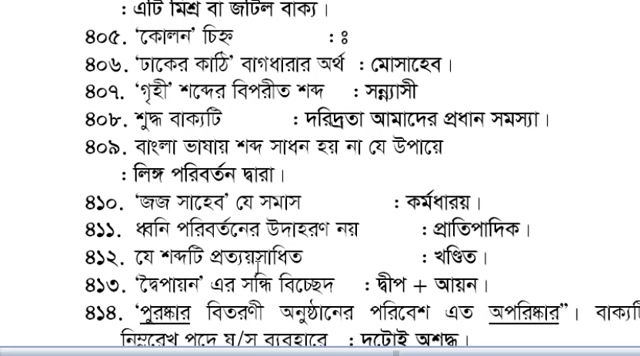 : এটি মিশ্র বা জটিল বাক্য।
৪০৫. ‘কোলন’ চিহ্ন : ঃ
৪০৬. ‘ঢাকের কাঠি’ বাগধারার অর্থ : মোসাহেব।
৪০৭. ‘গৃহী’ শব্দের বিপরীত শব্দ : সন্ন্যাসী
৪০৮. শুদ্ধ বাক্যটি : দরিদ্রতা আমাদের প্রধান সমস্যা।
৪০৯. বাংলা ভাষায় শব্দ সাধন হয় না যে উপায়ে
: লিঙ্গ পরিবর্তন দ্বারা।
৪১০. ‘জজ সাহেব’ যে সমাস : কর্মধারয়।
৪১১. ধ্বনি পরিবর্তনের উদাহরণ নয় : প্রাতিপাদিক।
৪১২. যে শব্দটি প্রত্যয়সাধিত : খণ্ডিত।
৪১৩. ‘দ্বৈপায়ন’ এর সন্ধি বিচ্ছেদ : দ্বীপ + আয়ন।
৪১৪. ‘পুরষ্কার বিতরণী অনুষ্ঠানের পরিবেশ এত অপরিষ্কার”। বাক্যটি
নিম্নরেখ পদে ষ/স ব্যবহারে : দুটোই অশুদ্ধ।